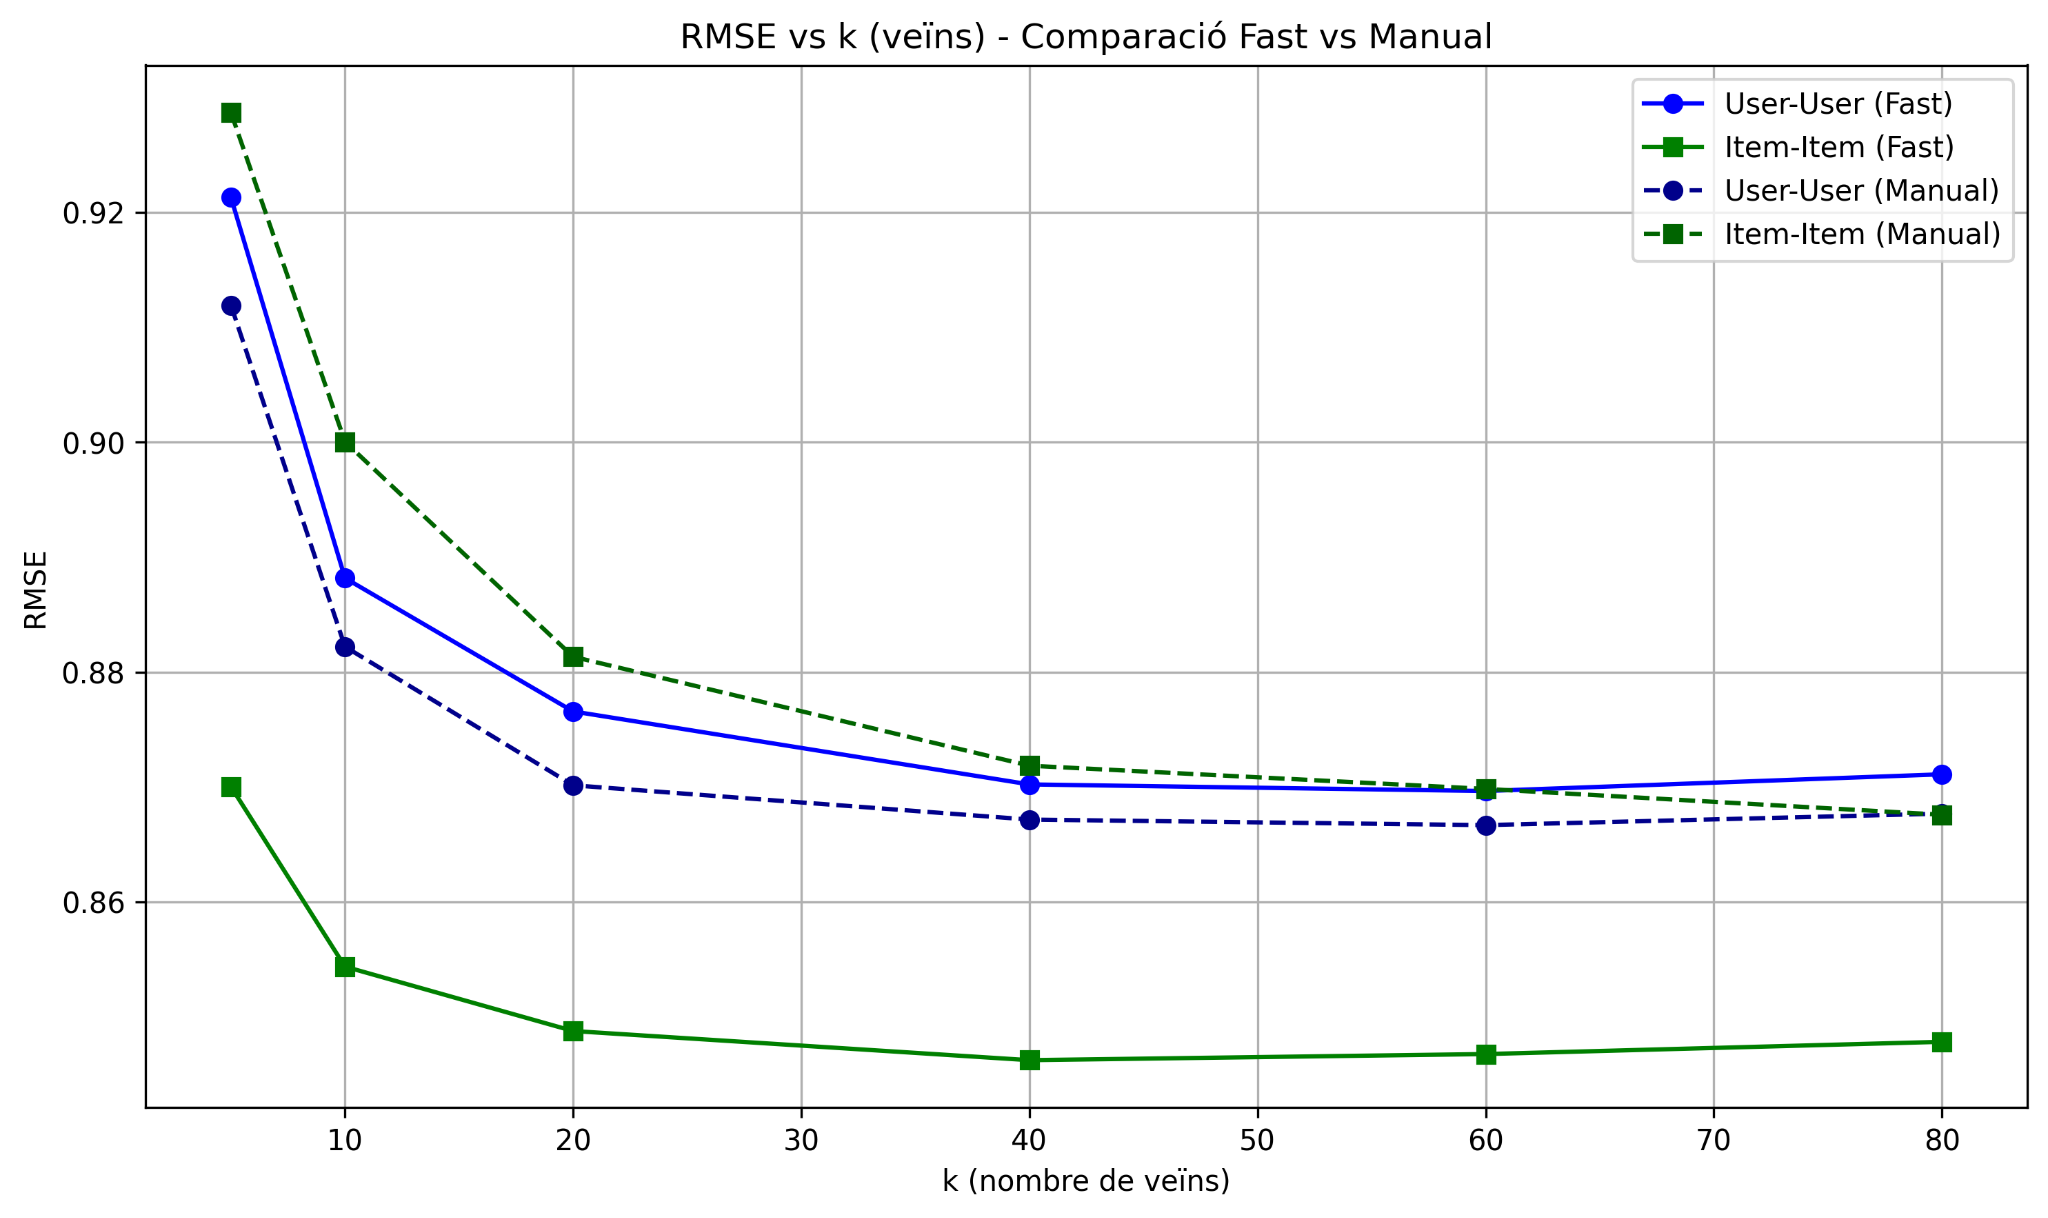 RMSE vs k (veïns) - Comparació Fast vs Manual
User-User (Fast)
Item-Item (Fast)
User-User (Manual)
Item-Item (Manual)
RMSE
0.92
0.90
0.88
0.86
10 20 30 40 50 60 70 80
k (nombre de veïns)